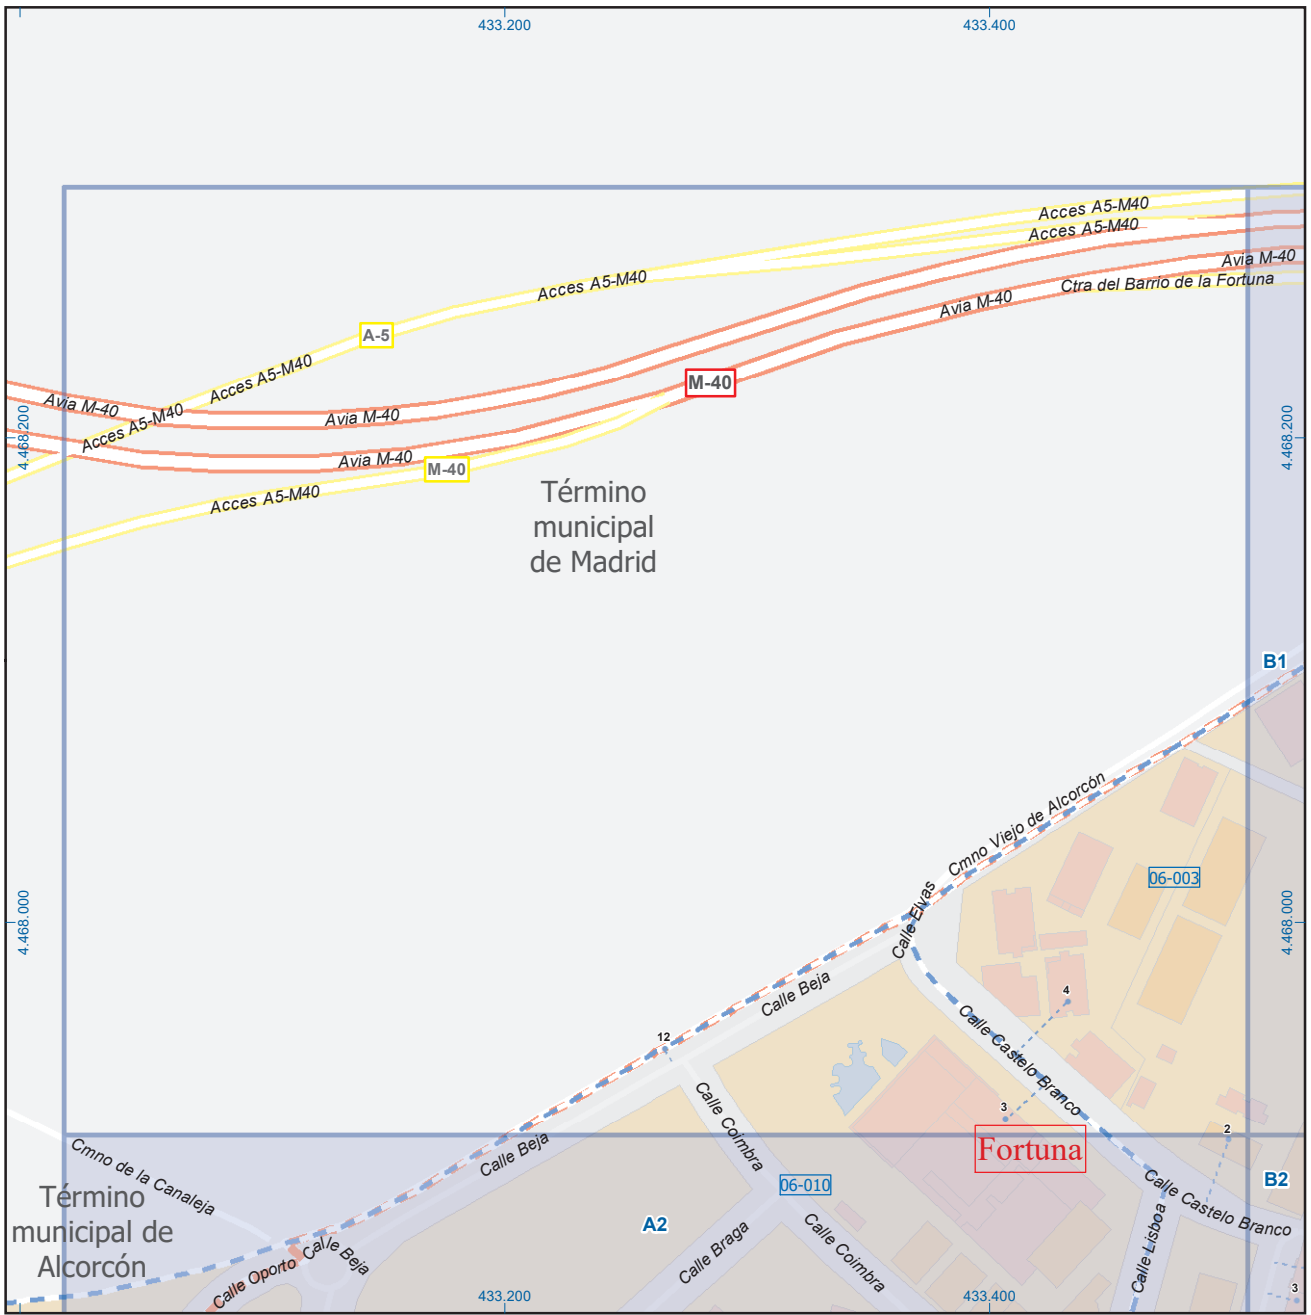 433.200
433.400
Acces A5-M40
Acces A5-M40
Avia M-40
Acces A5-M40
Ctra del Barrio de la Fortuna
Avia M-40
A-5
Acces A5-M40
M-40
Avia M-40
Acces A5-M40
Avia M-40
4.468.200
4.468.200
Avia M-40
M-40
Acces A5-M40
Término
municipal
de Madrid
B1
Cmno Viejo de Alcorcón
06-003
Calle Elvas
4.468.000
4.468.000
Calle Beja
4
Calle Castelo Branco
12
Calle Coimbra
3
2
Fortuna
Calle Beja
Cmno de la Canaleja
06-010
B2
Término
municipal de
Alcorcón
A2
Calle Castelo Branco
Calle Braga
Calle Coimbra
Calle Lisboa
Calle Beja
Calle Oporto
3
433.200
433.400